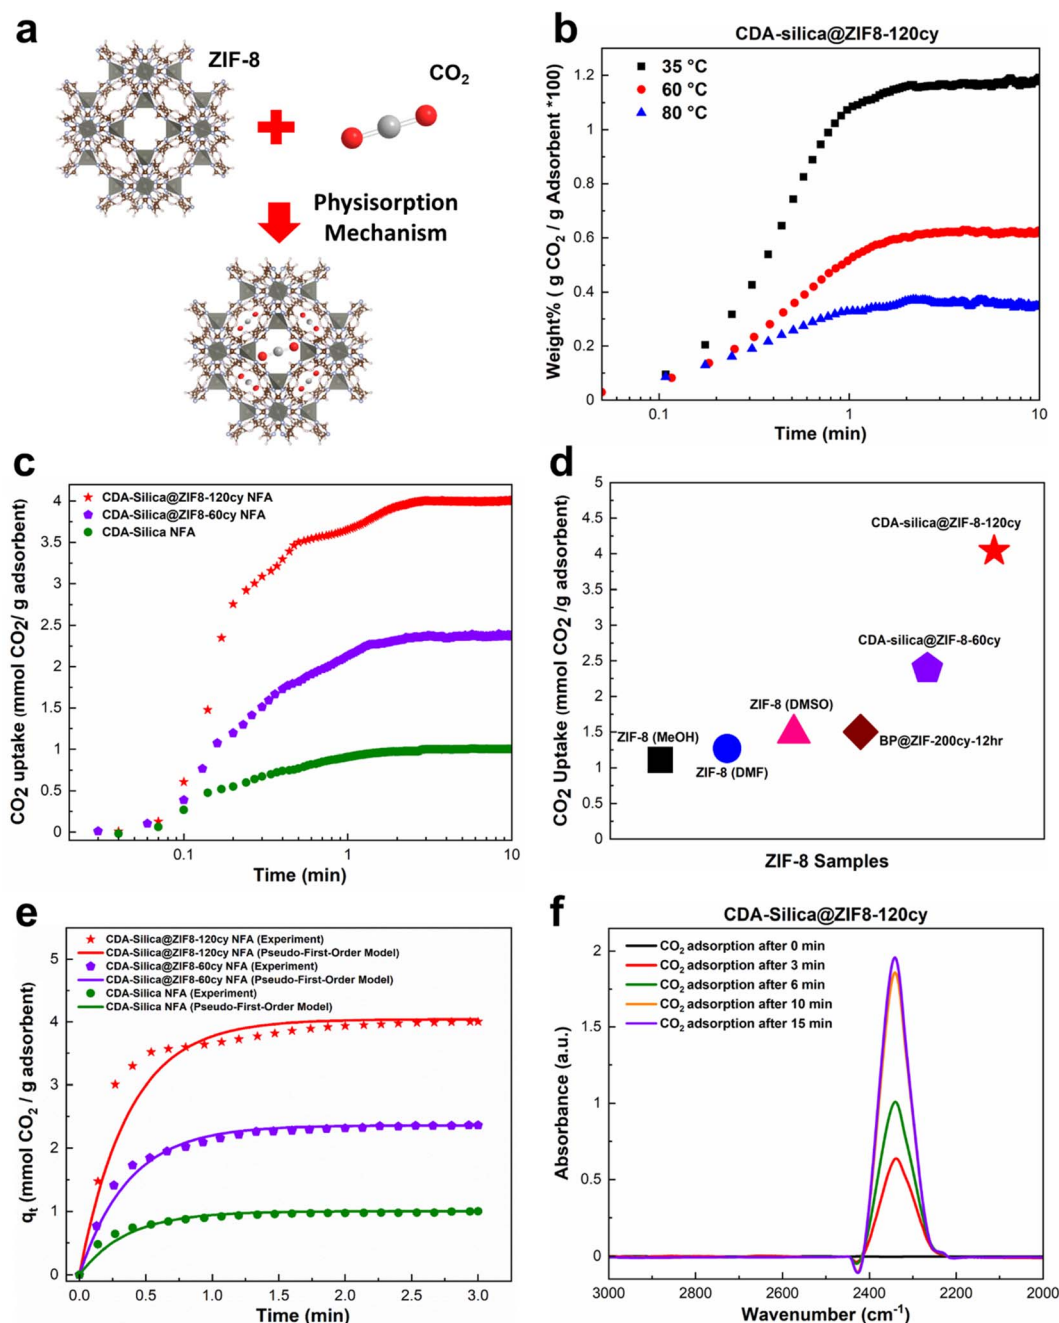 a
ZIF-8
CO₂
Physisorption
Mechanism
b
CDA-silica@ZIF8-120cy
35 °C
60 °C
80 °C
Weight% ( g CO₂ / g Adsorbent *100)
1.2
0.8
0.6
0.4
0.2
0
0.1
1
10
Time (min)
c
CDA-Silica@ZIF8-120cy NFA
CDA-Silica@ZIF8-60cy NFA
CDA-Silica NFA
CO₂ uptake (mmol CO₂/ g adsorbent)
4
3.5
3
2.5
2
1.5
1
0.5
0
0.1
1
10
Time (min)
d
CO₂ Uptake (mmol CO₂ /g adsorbent)
5
4.5
4
3.5
3
2.5
2
1.5
1
0.5
0
CDA-silica@ZIF-8-120cy
CDA-silica@ZIF-8-60cy
ZIF-8 (DMSO)
ZIF-8 (MeOH)
ZIF-8 (DMF)
BP@ZIF-200cy-12hr
ZIF-8 Samples
e
CDA-Silica@ZIF8-120cy NFA (Experiment)
CDA-Silica@ZIF8-120cy NFA (Pseudo-First-Order Model)
CDA-Silica@ZIF8-60cy NFA (Experiment)
CDA-Silica@ZIF8-60cy NFA (Pseudo-First-Order Model)
CDA-Silica NFA (Experiment)
CDA-Silica NFA (Pseudo-First-Order Model)
qₜ (mmol CO₂ / g adsorbent)
5
4
3
2
1
0
0.0
0.5
1.0
1.5
2.0
2.5
3.0
Time (min)
f
CDA-Silica@ZIF8-120cy
CO₂ adsorption after 0 min
CO₂ adsorption after 3 min
CO₂ adsorption after 6 min
CO₂ adsorption after 10 min
CO₂ adsorption after 15 min
Absorbance (a.u.)
2
1.5
1
0.5
0
3000
2800
2600
2400
2200
2000
Wavenumber (cm⁻¹)